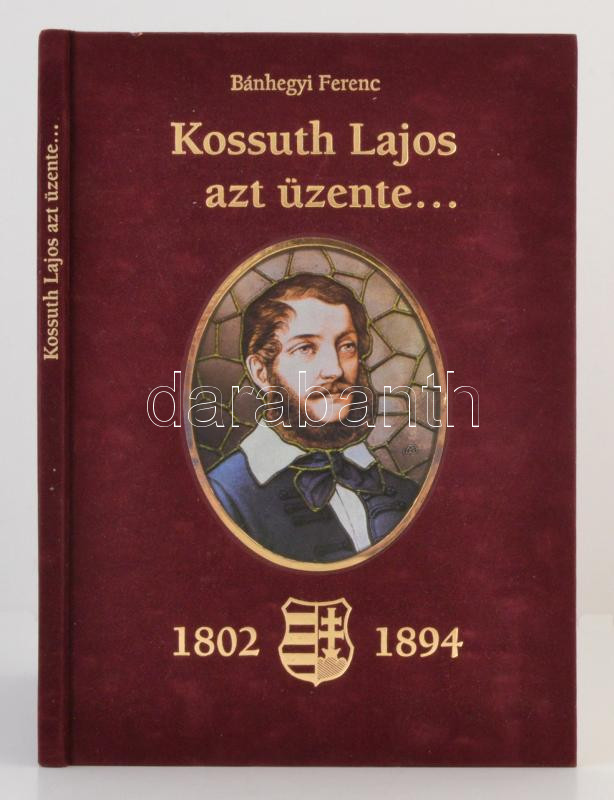 Bánhegyi Ferenc
Kossuth Lajos
azt üzente...
1802 1894
Kossuth Lajos azt üzente...
darabanth